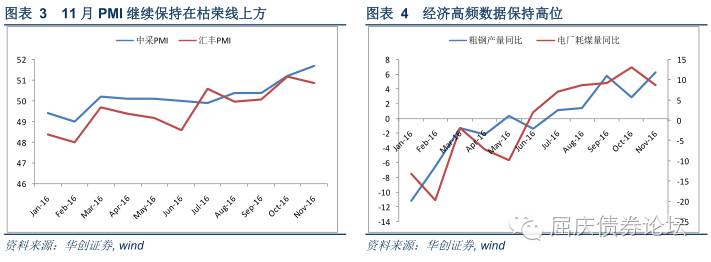 图表 3 11 月 PMI 继续保持在枯荣线上方
中采PMI 汇丰PMI
52
51
50
49
48
47
46
Jan-16 Feb-16 Mar-16 Apr-16 May-16 Jun-16 Jul-16 Aug-16 Sep-16 Oct-16 Nov-16
资料来源：华创证券, wind
图表 4 经济高频数据保持高位
粗钢产量同比 电厂耗煤量同比
8 15
6 10
4 5
2 0
0 -5
-2 -10
-4 -15
-6 -20
-8 -25
-10
-12
-14
Jan-16 Feb-16 Mar-16 Apr-16 May-16 Jun-16 Jul-16 Aug-16 Sep-16 Oct-16 Nov-16
屈庆债券论坛
资料来源：华创证券, wind